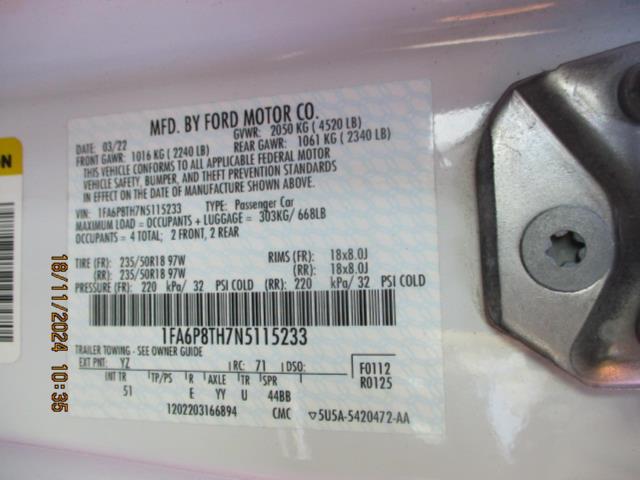 MFD. BY FORD MOTOR CO.
DATE: 03/22 GVWR: 2050 KG (4520 LB)
FRONT GAWR: 1016 KG (2240 LB) REAR GAWR: 1061 KG (2340 LB)
THIS VEHICLE CONFORMS TO ALL APPLICABLE FEDERAL MOTOR
VEHICLE SAFETY, BUMPER, AND THEFT PREVENTION STANDARDS
IN EFFECT ON THE DATE OF MANUFACTURE SHOWN ABOVE.
VIN: 1FA6P8TH7N5115233 TYPE: Passenger Car
MAXIMUM LOAD = OCCUPANTS + LUGGAGE = 303KG/ 668LB
OCCUPANTS = 4 TOTAL; 2 FRONT, 2 REAR
TIRE (FR): 235/50R18 97W RIMS (FR): 18x8.0J
(RR): 235/50R18 97W (RR): 18x8.0J
PRESSURE (FR): 220 kPa/ 32 PSI COLD (RR): 220 kPa/ 32 PSI COLD
1FA6P8TH7N5115233
TRAILER TOWING - SEE OWNER GUIDE
EXT PNT: YZ RC: 71 DSO: F0112
R0125
INT TR TP/PS R AXLE TR SPR
51 E YY U 44BB
1202203166894 CMC ▽5U5A-5420472-AA
ON
18/11/2024 10:35